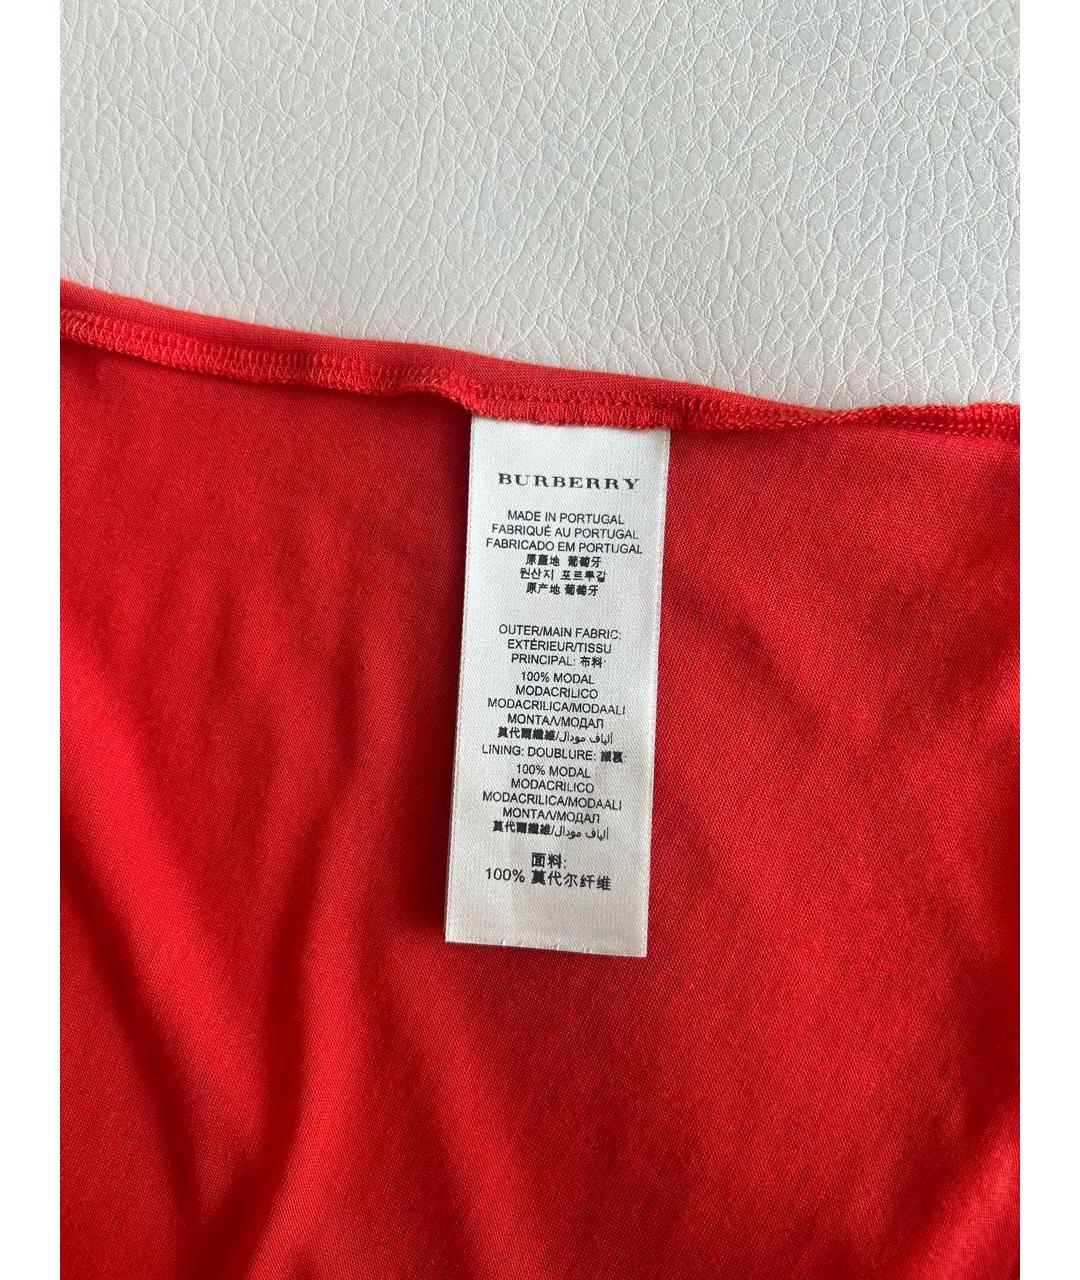 BURBERRY
MADE IN PORTUGAL
FABRIQUÉ AU PORTUGAL
FABRICADO EM PORTUGAL
原產地 葡萄牙
원산지 포르투갈
原产地 葡萄牙
OUTER/MAIN FABRIC:
EXTÉRIEUR/TISSU
PRINCIPAL: 布料:
100% MODAL
MODACRILICO
MODACRILICA/MODAALI
ΜΟΝΤΑΛ/МОДАЛ
莫代爾纖維/ألياف مودال
LINING: DOUBLURE: 襯裏:
100% MODAL
MODACRILICO
MODACRILICA/MODAALI
ΜΟΝΤΑΛ/МОДАЛ
莫代爾纖維/ألياف مودال
面料:
100% 莫代尔纤维